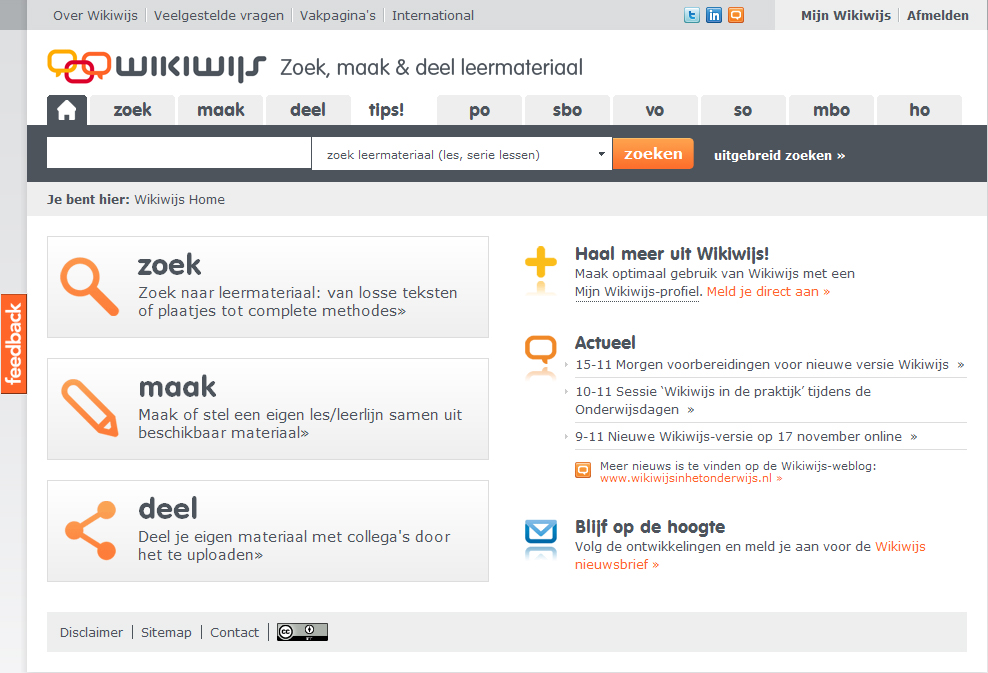 Over Wikiwijs Veelgestelde vragen Vakpagina's International
Mijn Wikiwijs Afmelden
wikiwijs Zoek, maak & deel leermateriaal
zoek maak deel tips! po sbo vo so mbo ho
zoek leermateriaal (les, serie lessen) zoeken uitgebreid zoeken »
Je bent hier: Wikiwijs Home
feedback
zoek
Zoek naar leermateriaal: van losse teksten
of plaatjes tot complete methodes»
maak
Maak of stel een eigen les/leerlijn samen uit
beschikbaar materiaal»
deel
Deel je eigen materiaal met collega's door
het te uploaden»
Haal meer uit Wikiwijs!
Maak optimaal gebruik van Wikiwijs met een
Mijn Wikiwijs-profiel. Meld je direct aan »
Actueel
15-11 Morgen voorbereidingen voor nieuwe versie Wikiwijs »
10-11 Sessie ‘Wikiwijs in de praktijk’ tijdens de
Onderwijsdagen »
9-11 Nieuwe Wikiwijs-versie op 17 november online »
Meer nieuws is te vinden op de Wikiwijs-weblog:
www.wikiwijsinhetonderwijs.nl »
Blijf op de hoogte
Volg de ontwikkelingen en meld je aan voor de Wikiwijs
nieuwsbrief »
Disclaimer Sitemap Contact cc